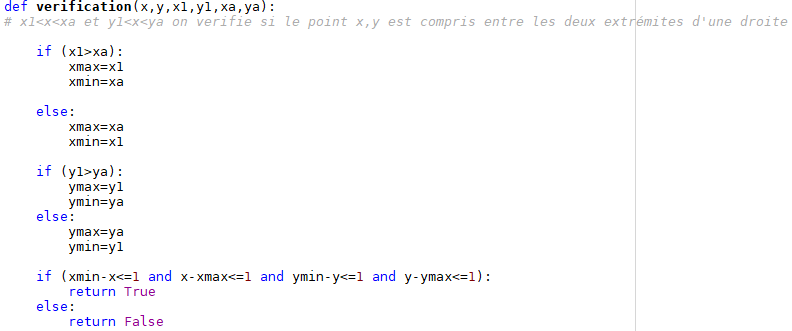 def verification(x,y,x1,y1,xa,ya):
# x1<x<xa et y1<x<ya on verifie si le point x,y est compris entre les deux extrémites d'une droite
    if (x1>xa):
        xmax=x1
        xmin=xa
    else:
        xmax=xa
        xmin=x1
    if (y1>ya):
        ymax=y1
        ymin=ya
    else:
        ymax=ya
        ymin=y1
    if (xmin-x<=1 and x-xmax<=1 and ymin-y<=1 and y-ymax<=1):
        return True
    else:
        return False